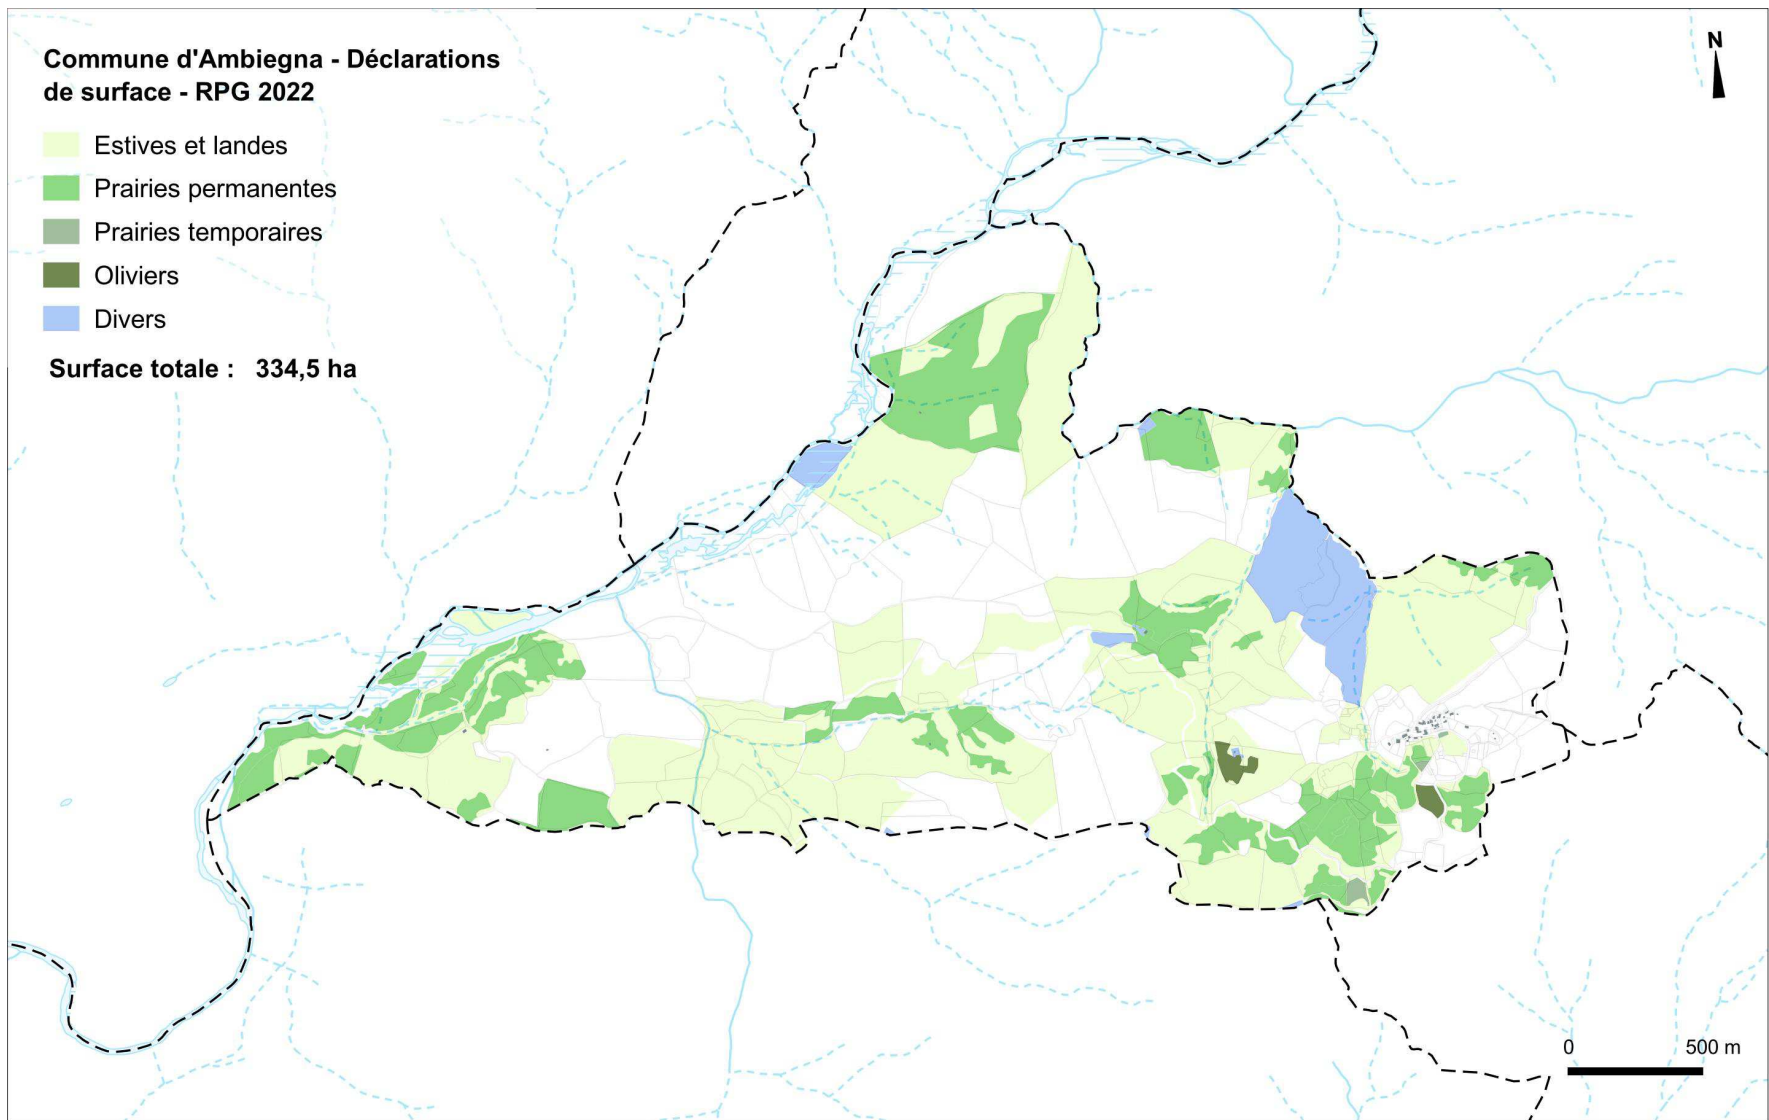 Commune d'Ambiegna - Déclarations
de surface - RPG 2022
Estives et landes
Prairies permanentes
Prairies temporaires
Oliviers
Divers
Surface totale : 334,5 ha
N
0 500 m